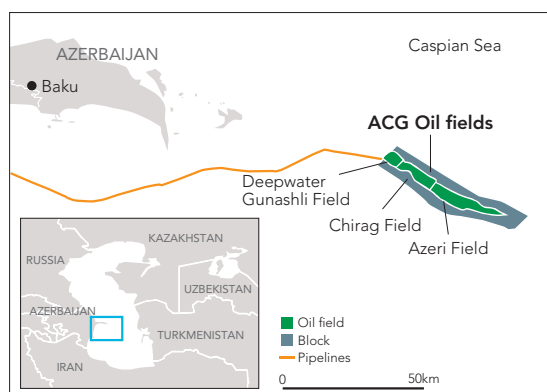 AZERBAIJAN
Caspian Sea
Baku
ACG Oil fields
Deepwater
Gunashli Field
Chirag Field
Azeri Field
RUSSIA
KAZAKHSTAN
UZBEKISTAN
AZERBAIJAN
TURKMENISTAN
IRAN
Oil field
Block
Pipelines
0 50km